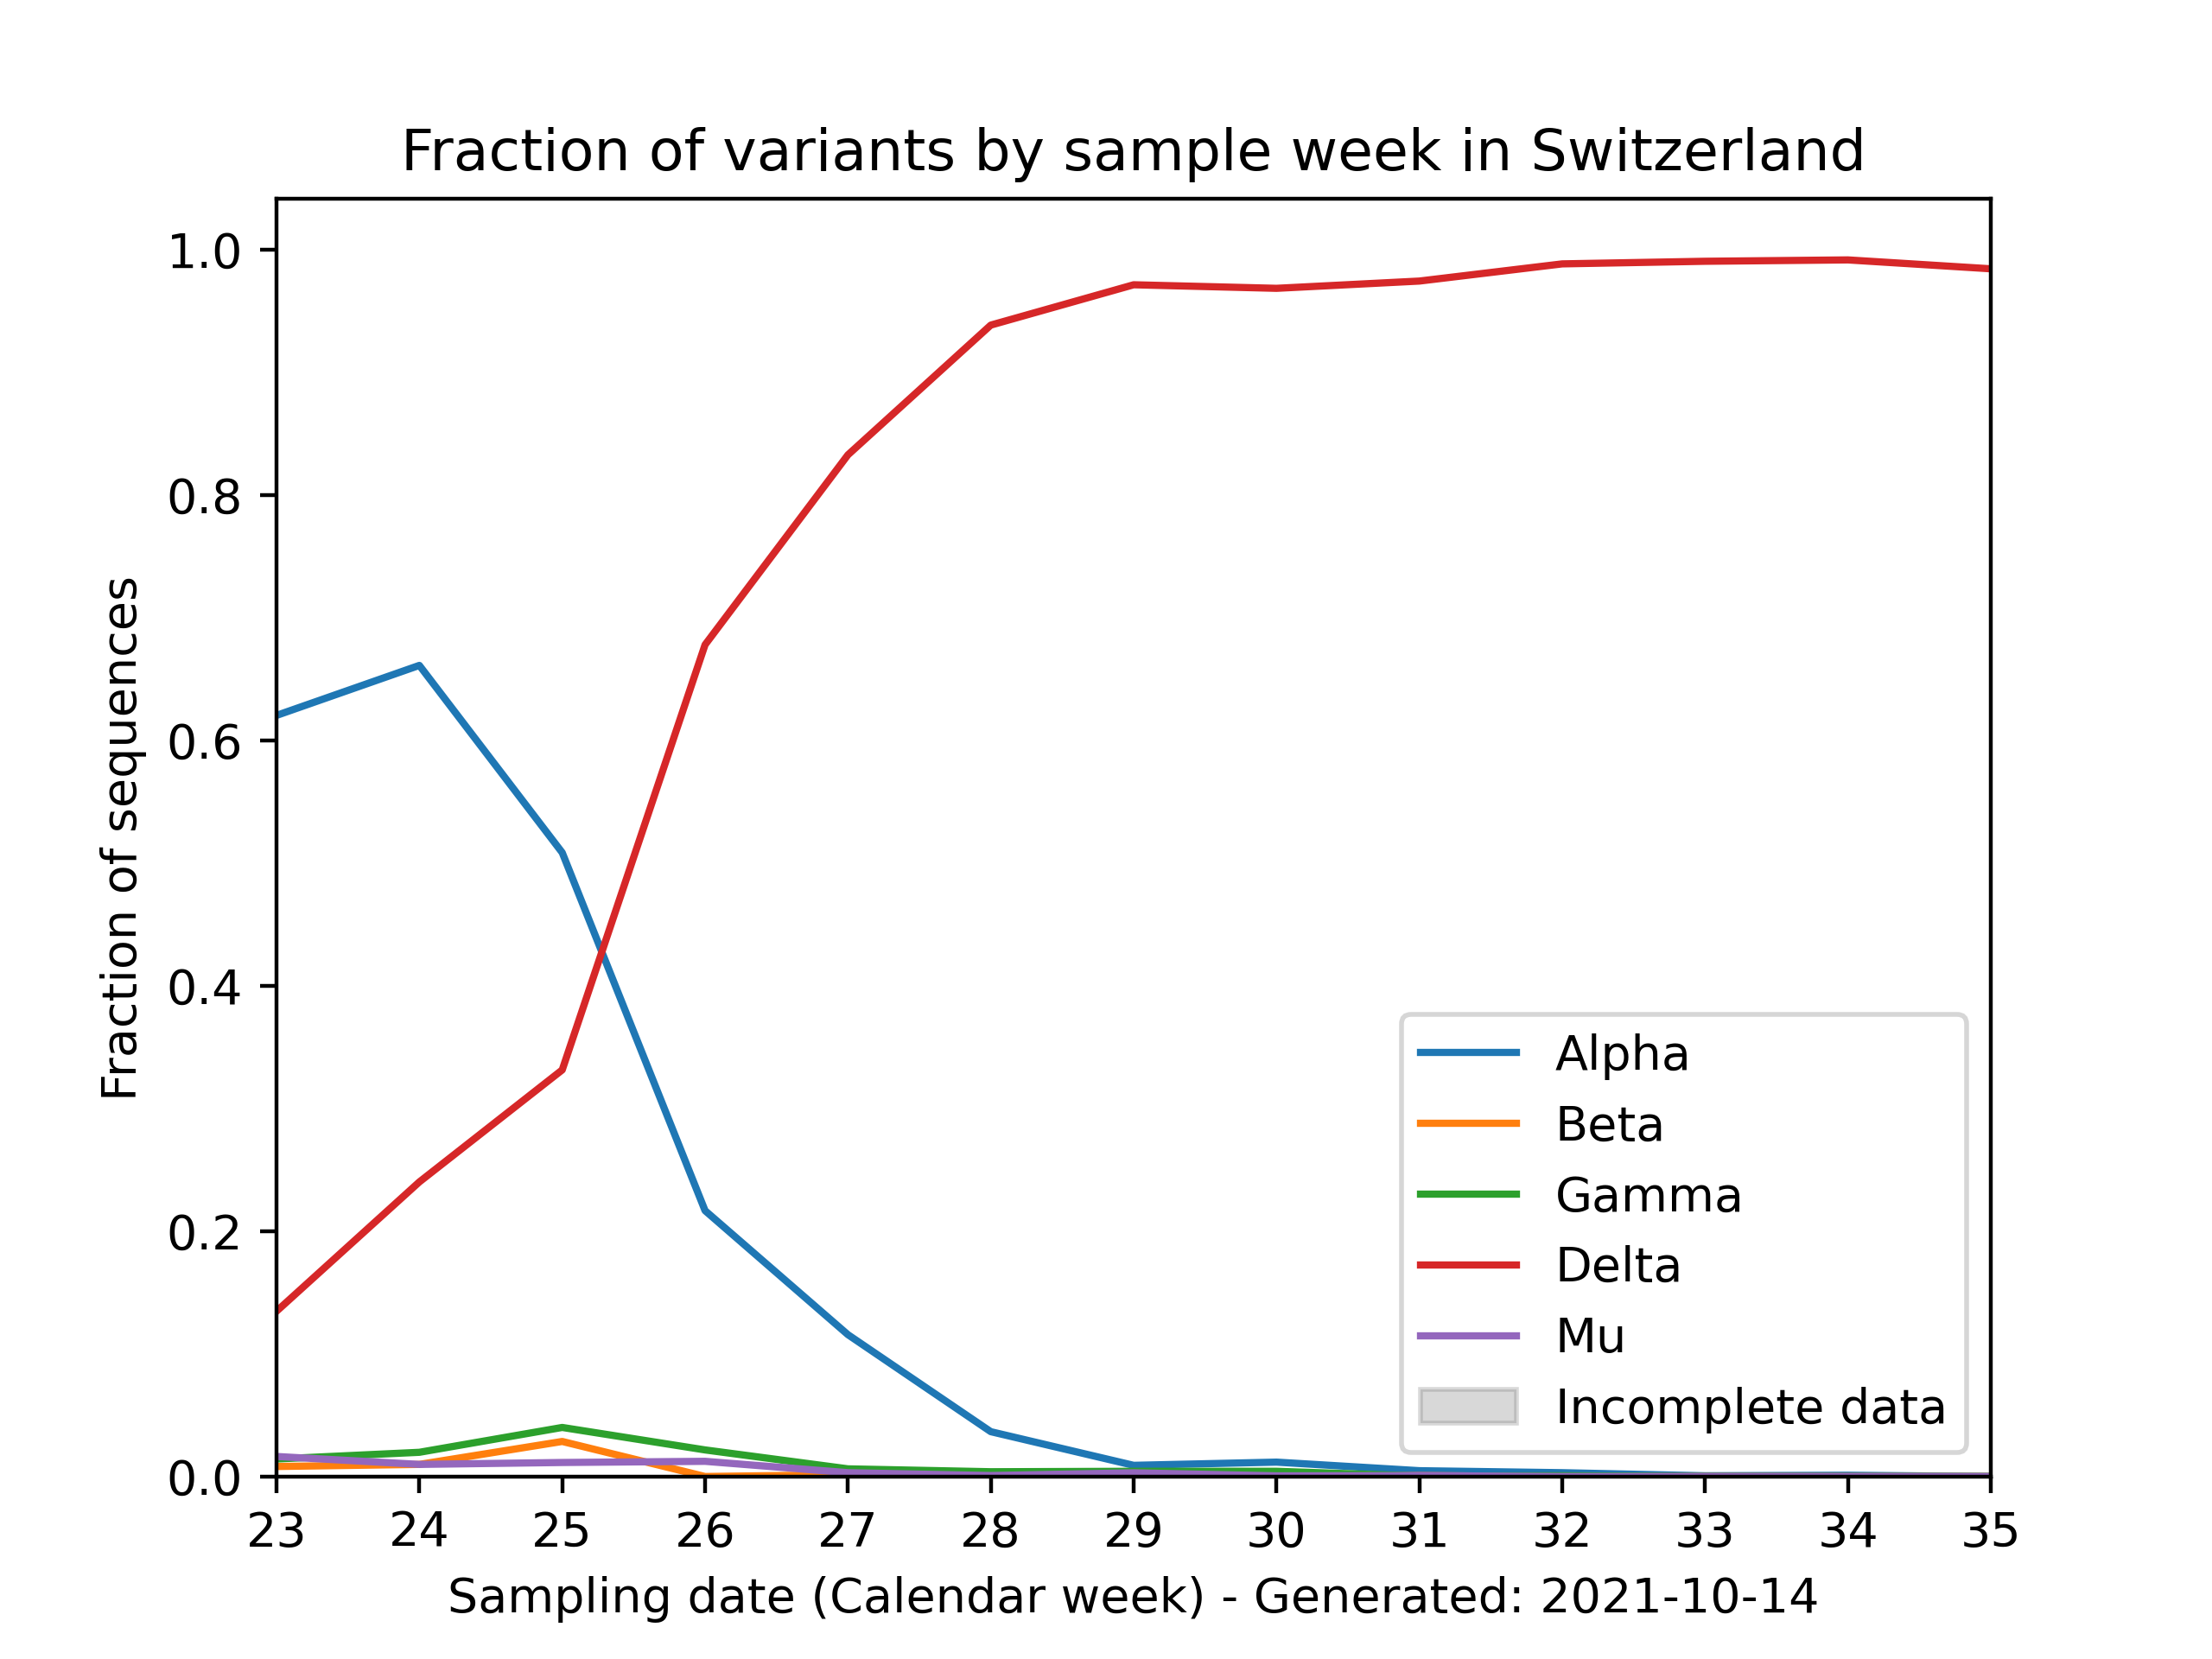 Fraction of variants by sample week in Switzerland
1.0
0.8
0.6
0.4
0.2
0.0
Fraction of sequences
Alpha
Beta
Gamma
Delta
Mu
Incomplete data
23 24 25 26 27 28 29 30 31 32 33 34 35
Sampling date (Calendar week) - Generated: 2021-10-14